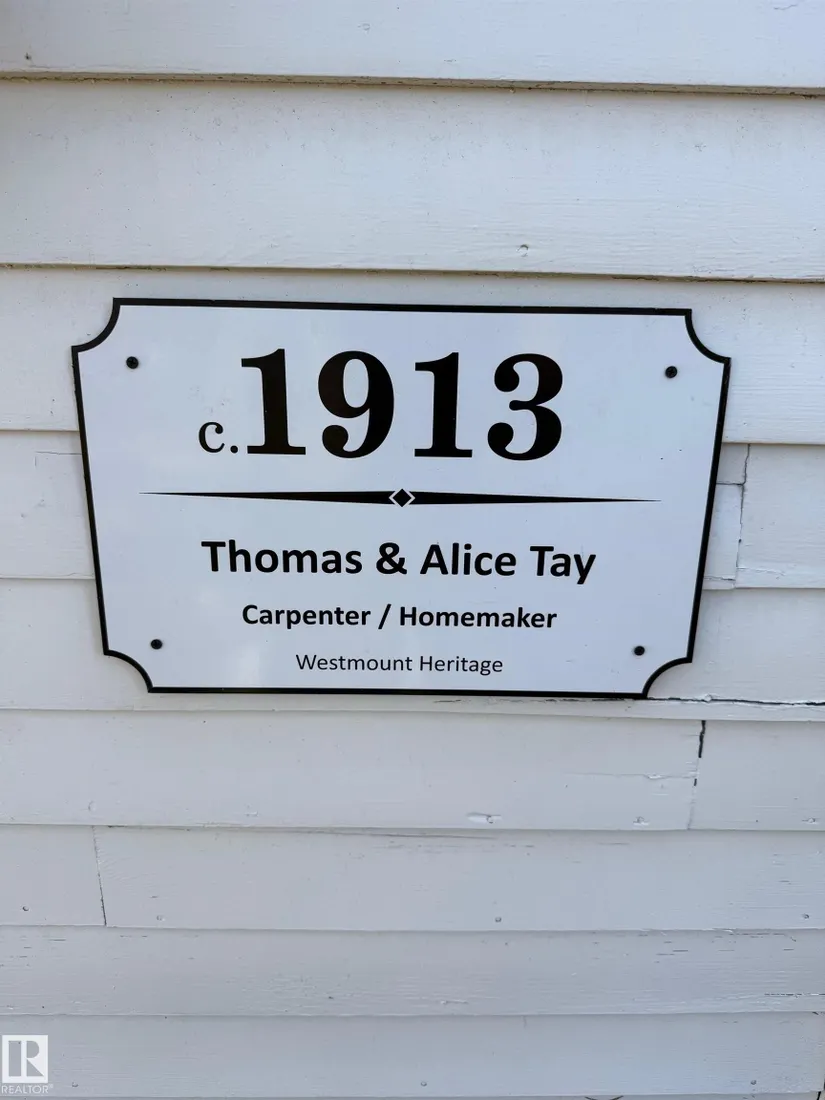 c.1913
Thomas & Alice Tay
Carpenter / Homemaker
Westmount Heritage
R
REALTOR®